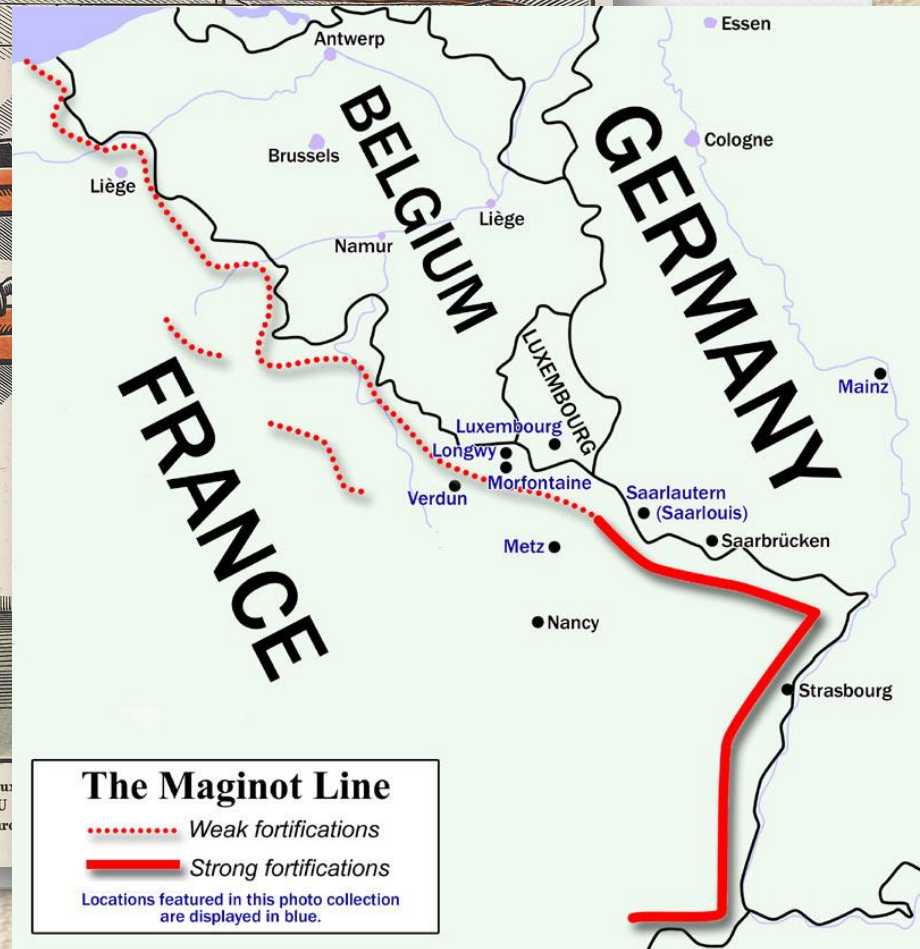 Essen
Antwerp
BELGIUM
GERMANY
Cologne
Brussels
Liège
Liège
Namur
FRANCE
LUXEMBOURG
Mainz
Luxembourg
Longwy
Morfontaine
Verdun
Saarlautern
(Saarlouis)
Saarbrücken
Metz
Nancy
Strasbourg
The Maginot Line
Weak fortifications
Strong fortifications
Locations featured in this photo collection
are displayed in blue.